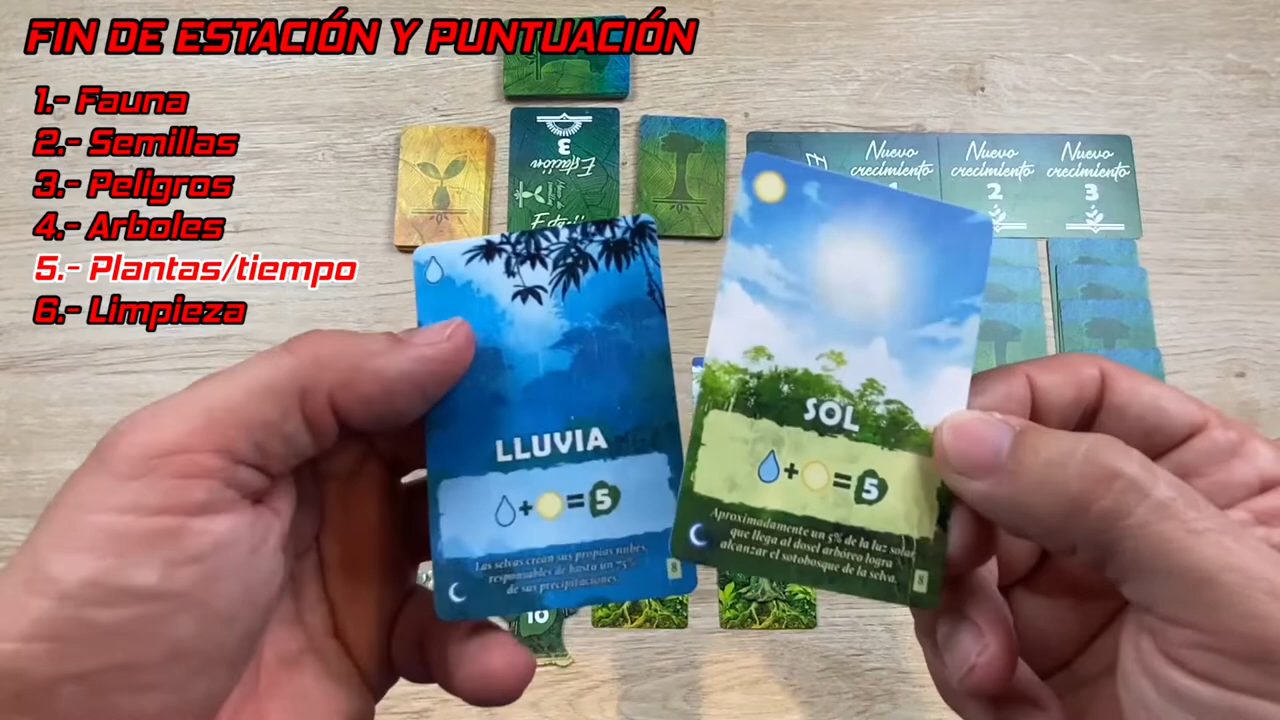 FIN DE ESTACIÓN Y PUNTUACIÓN
1.- Fauna
2.- Semillas
3.- Peligros
4.- Arboles
5.- Plantas/tiempo
6.- Limpieza
3
Estación
Nuevo crecimiento
Nuevo crecimiento
2
Nuevo crecimiento
3
LLUVIA
+ = 5
Las selvas crean sus propias nubes,
responsables de hasta un 75%
de sus precipitaciones.
8
SOL
+ = 5
Aproximadamente un 5% de la luz solar
que llega al dosel arbóreo logra
alcanzar el sotobosque de la selva.
8
10